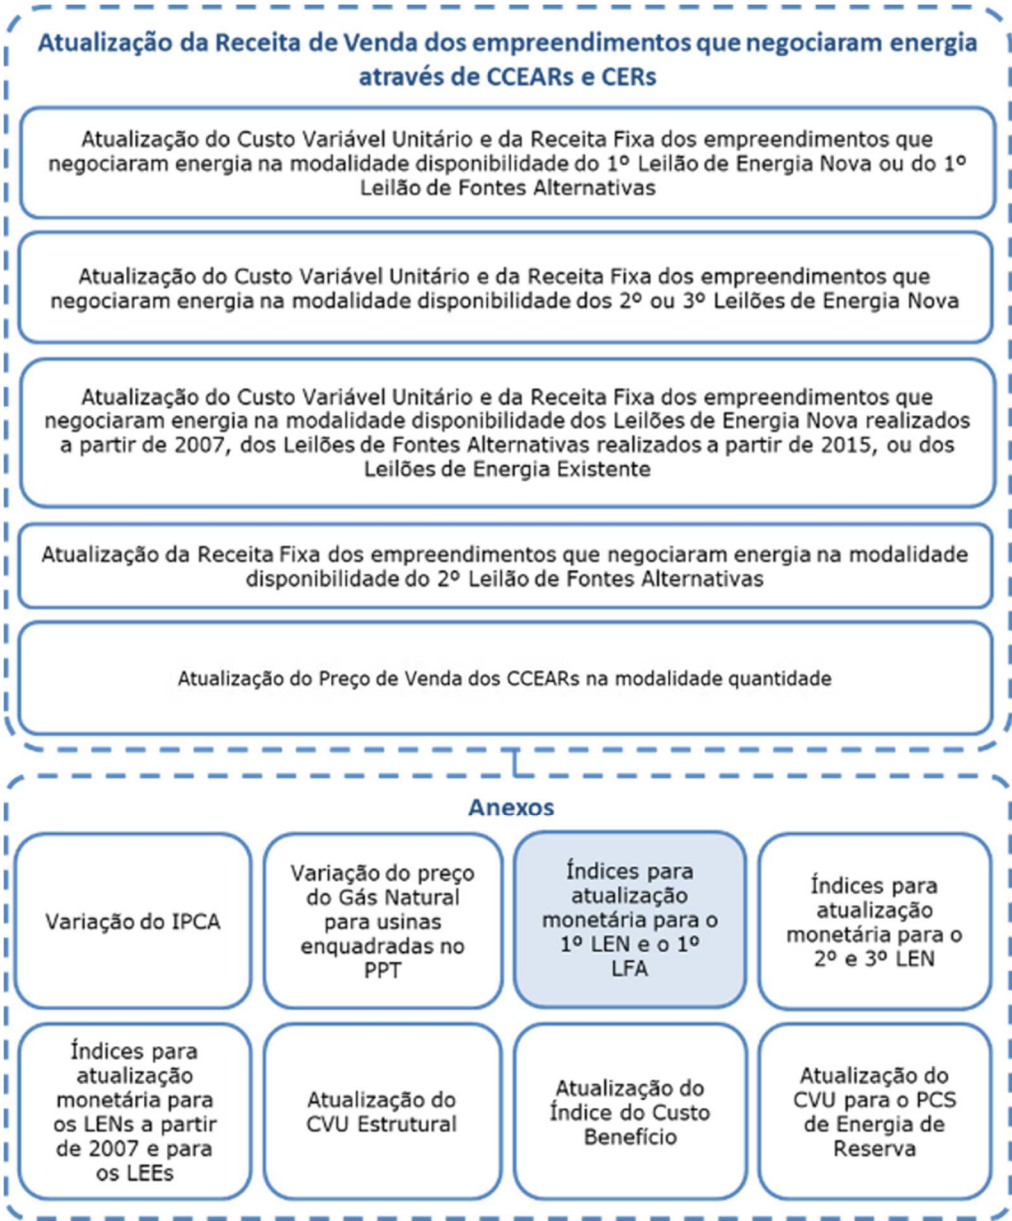 Atualização da Receita de Venda dos empreendimentos que negociaram energia
através de CCEARs e CERs
Atualização do Custo Variável Unitário e da Receita Fixa dos empreendimentos que
negociaram energia na modalidade disponibilidade do 1º Leilão de Energia Nova ou do 1º
Leilão de Fontes Alternativas
Atualização do Custo Variável Unitário e da Receita Fixa dos empreendimentos que
negociaram energia na modalidade disponibilidade dos 2º ou 3º Leilões de Energia Nova
Atualização do Custo Variável Unitário e da Receita Fixa dos empreendimentos que
negociaram energia na modalidade disponibilidade dos Leilões de Energia Nova realizados
a partir de 2007, dos Leilões de Fontes Alternativas realizados a partir de 2015, ou dos
Leilões de Energia Existente
Atualização da Receita Fixa dos empreendimentos que negociaram energia na modalidade
disponibilidade do 2º Leilão de Fontes Alternativas
Atualização do Preço de Venda dos CCEARs na modalidade quantidade
Anexos
Variação do IPCA
Variação do preço
do Gás Natural
para usinas
enquadradas no
PPT
Índices para
atualização
monetária para o
1º LEN e o 1º
LFA
Índices para
atualização
monetária para o
2º e 3º LEN
Índices para
atualização
monetária para
os LENs a partir
de 2007 e para
os LEEs
Atualização do
CVU Estrutural
Atualização do
Índice do Custo
Benefício
Atualização do
CVU para o PCS
de Energia de
Reserva